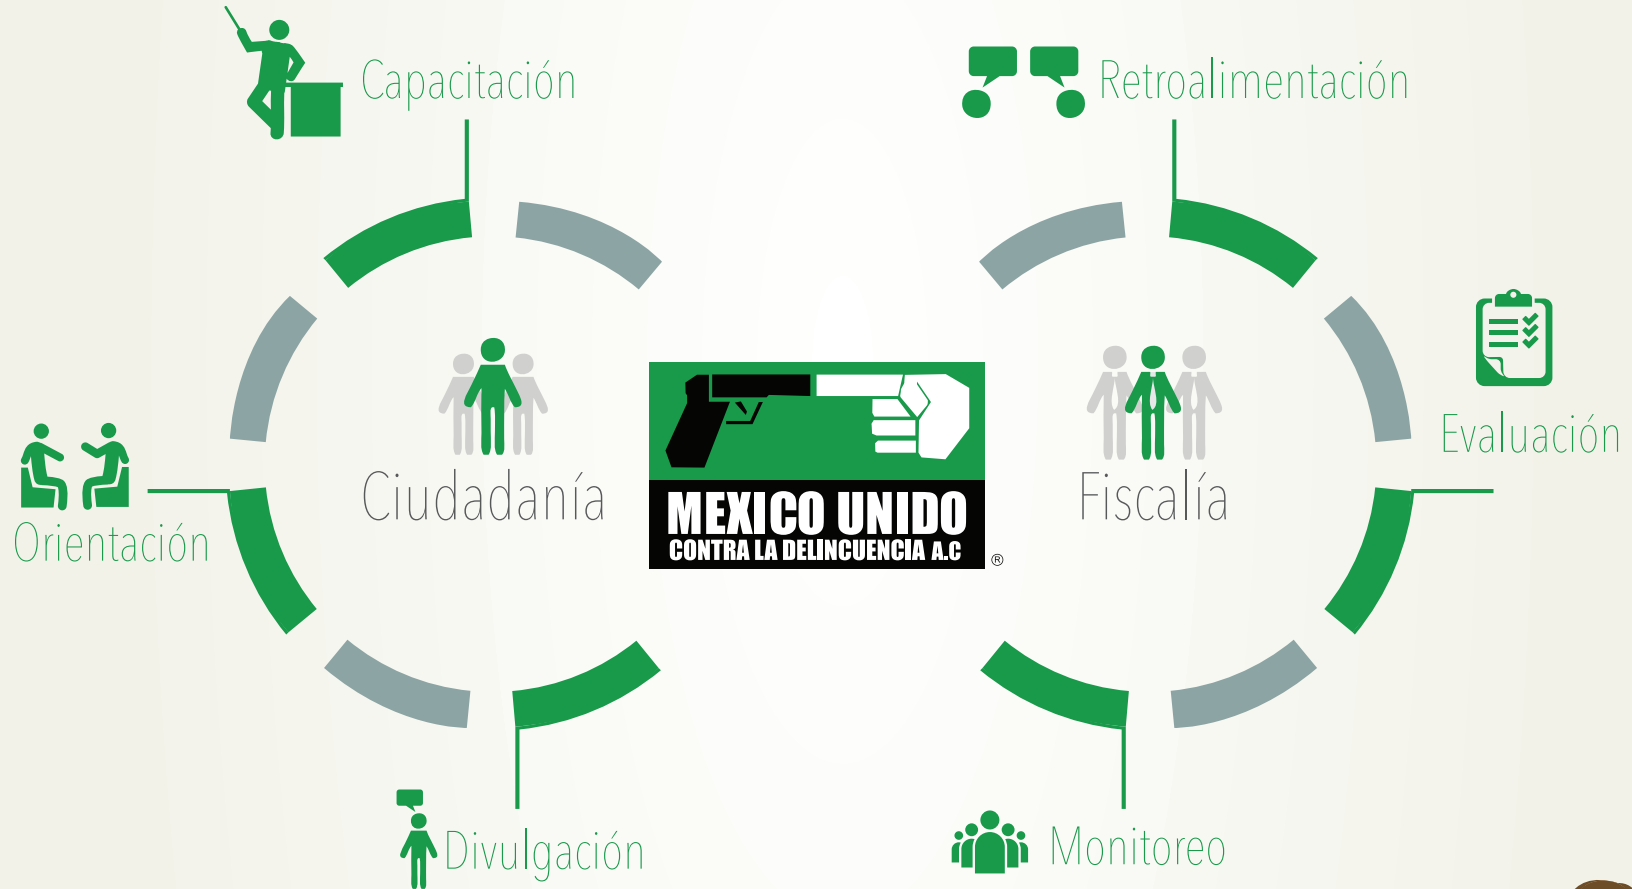 Capacitación
Retroalimentación
Evaluación
Ciudadanía
Fiscalía
MEXICO UNIDO
CONTRA LA DELINCUENCIA A.C
®
Orientación
Divulgación
Monitoreo